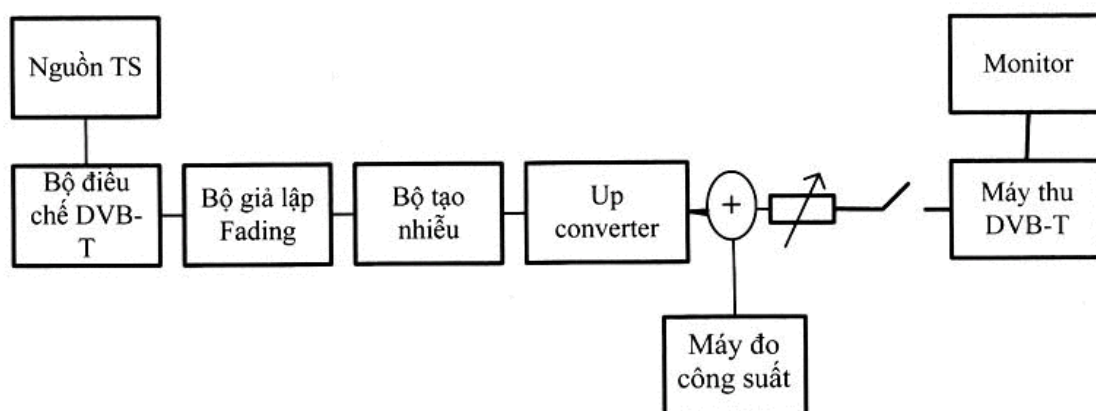 Nguồn TS
Monitor
Bộ điều
chế DVB-
T
Bộ giả lập
Fading
Bộ tạo
nhiễu
Up
converter
+
Máy thu
DVB-T
Máy đo
công suất